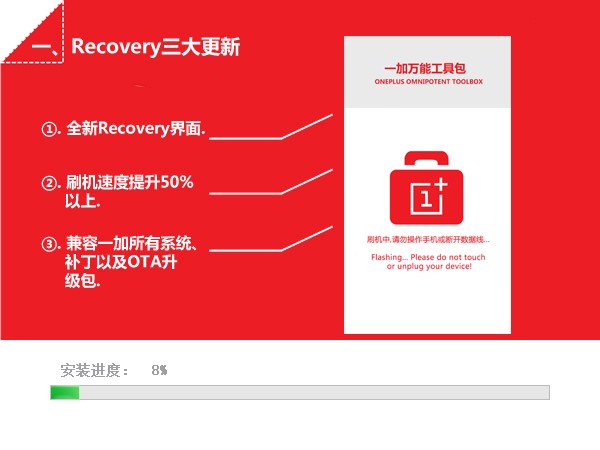 一、Recovery三大更新
①. 全新Recovery界面.
②. 刷机速度提升50%
以上.
③. 兼容一加所有系统、
补丁以及OTA升
级包.
一加万能工具包
ONEPLUS OMNIPOTENT TOOLBOX
1+
刷机中,请勿操作手机或断开数据线...
Flashing... Please do not touch
or unplug your device!
安装进度： 8%